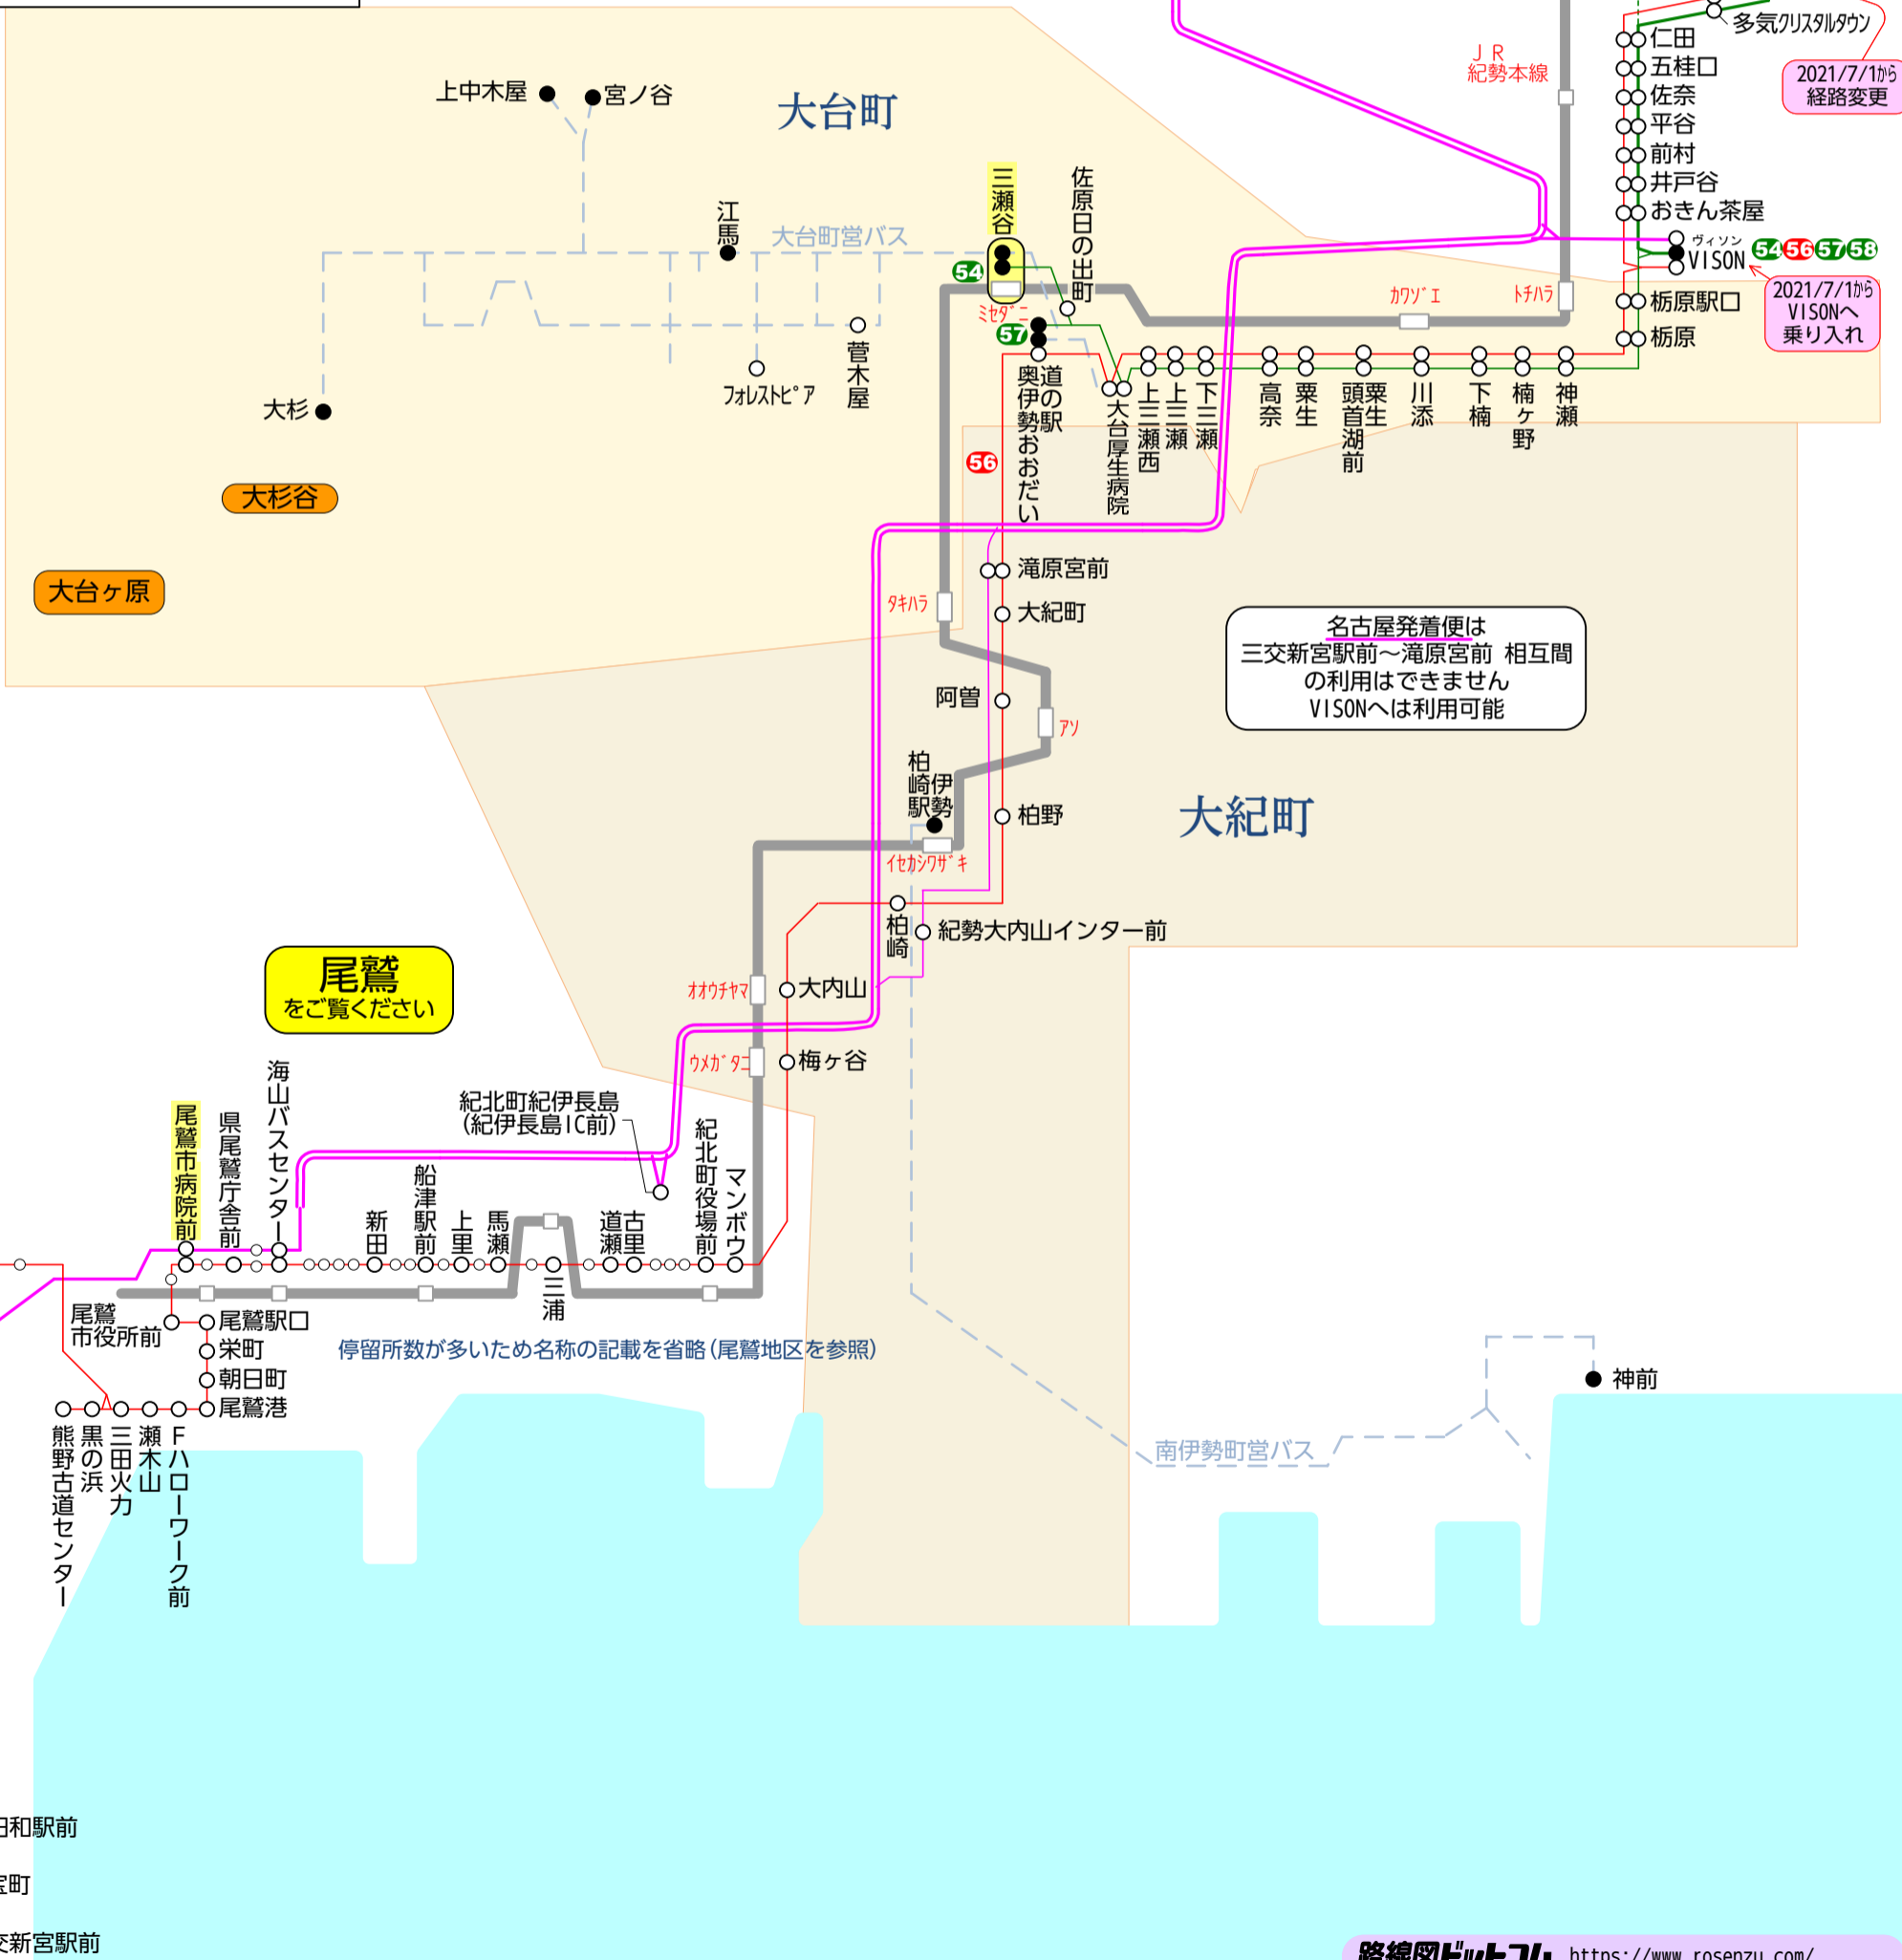 多気クリスタルタウン
ＪＲ
紀勢本線
2021/7/1から
経路変更
仁田
五桂口
佐奈
平谷
前村
井戸谷
おきん茶屋
ヴィソン
VISON
54 56 57 58
2021/7/1から
VISONへ
乗り入れ
栃原駅口
栃原
上中木屋
宮ノ谷
大台町
江馬
大台町営バス
三瀬谷
佐原日の出町
54
ミセダニ
57
カワゾエ
トチハラ
菅木屋
フォレストピア
大杉
大杉谷
大台ヶ原
道の駅
奥伊勢おおだい
大台厚生病院
上三瀬西
上三瀬
下三瀬
高奈
粟生
粟生
頭首湖前
川添
下楠
楠ヶ野
神瀬
56
滝原宮前
タキハラ
大紀町
阿曽
アソ
名古屋発着便は
三交新宮駅前～滝原宮前 相互間
の利用はできません
VISONへは利用可能
伊勢
柏崎駅
柏野
大紀町
イセカシワザキ
柏崎
紀勢大内山インター前
尾鷲
をご覧ください
オオウチヤマ
大内山
ウメガタニ
梅ヶ谷
紀北町紀伊長島
(紀伊長島IC前)
尾鷲市病院前
県尾鷲庁舎前
海山バスセンター
新田
船津駅前
上里
馬瀬
三浦
道瀬
古里
紀北町役場前
マンボウ
尾鷲
市役所前
尾鷲駅口
栄町
朝日町
尾鷲港
停留所数が多いため名称の記載を省略(尾鷲地区を参照)
熊野古道センター
黒の浜
三田火力
瀬木山
Ｆハローワーク前
神前
南伊勢町営バス
和駅前
町
新宮駅前
路線図ドットコム https://www.rosenzu.com/